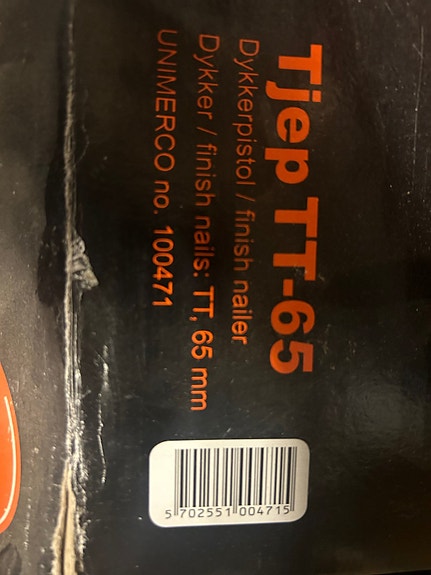 Tjep TT-65
Dykkerpistol / finish nailer
Dykker / finish nails: TT, 65 mm
UNIMERCO no. 100471
5 702551 004715